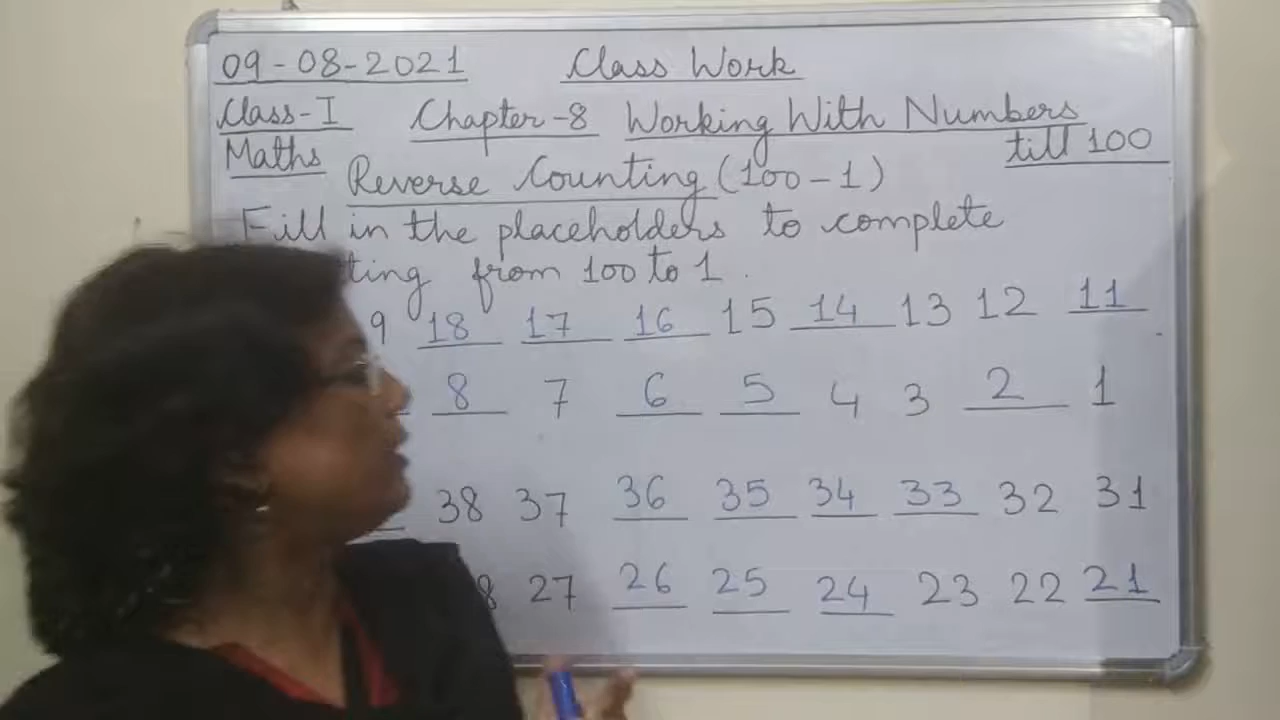 09-08-2021 Class Work
Class-I Chapter-8 Working With Numbers
till 100
Maths
Reverse Counting (100-1)
Fill in the placeholders to complete
from 100 to 1.
9 18 17 16 15 14 13 12 11
8 7 6 5 4 3 2 1
38 37 36 35 34 33 32 31
8 27 26 25 24 23 22 21